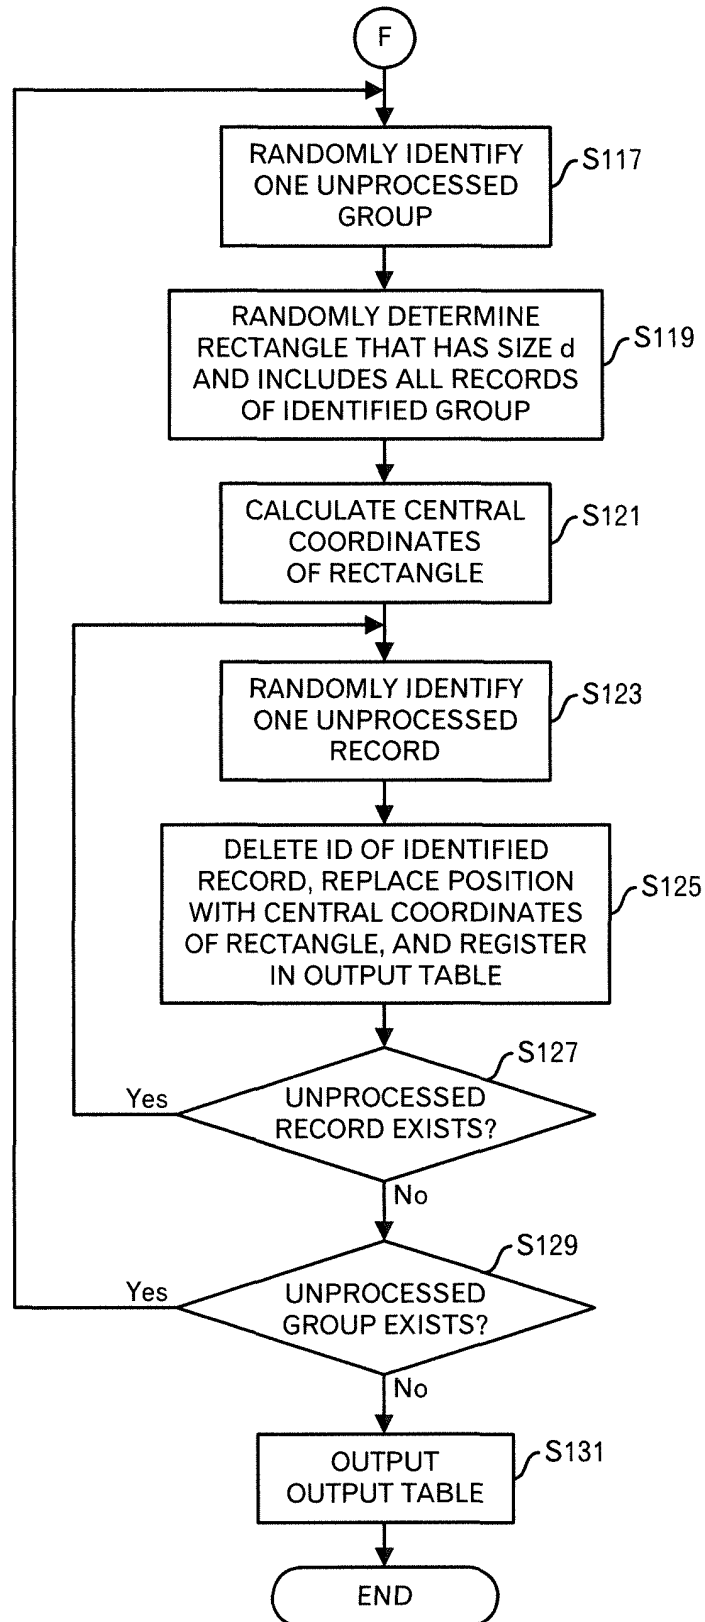 F
RANDOMLY IDENTIFY
ONE UNPROCESSED
GROUP
S117
RANDOMLY DETERMINE
RECTANGLE THAT HAS SIZE d
AND INCLUDES ALL RECORDS
OF IDENTIFIED GROUP
S119
CALCULATE CENTRAL
COORDINATES
OF RECTANGLE
S121
RANDOMLY IDENTIFY
ONE UNPROCESSED
RECORD
S123
DELETE ID OF IDENTIFIED
RECORD, REPLACE POSITION
WITH CENTRAL COORDINATES
OF RECTANGLE, AND REGISTER
IN OUTPUT TABLE
S125
S127
Yes
UNPROCESSED
RECORD EXISTS?
No
S129
Yes
UNPROCESSED
GROUP EXISTS?
No
OUTPUT
OUTPUT TABLE
S131
END